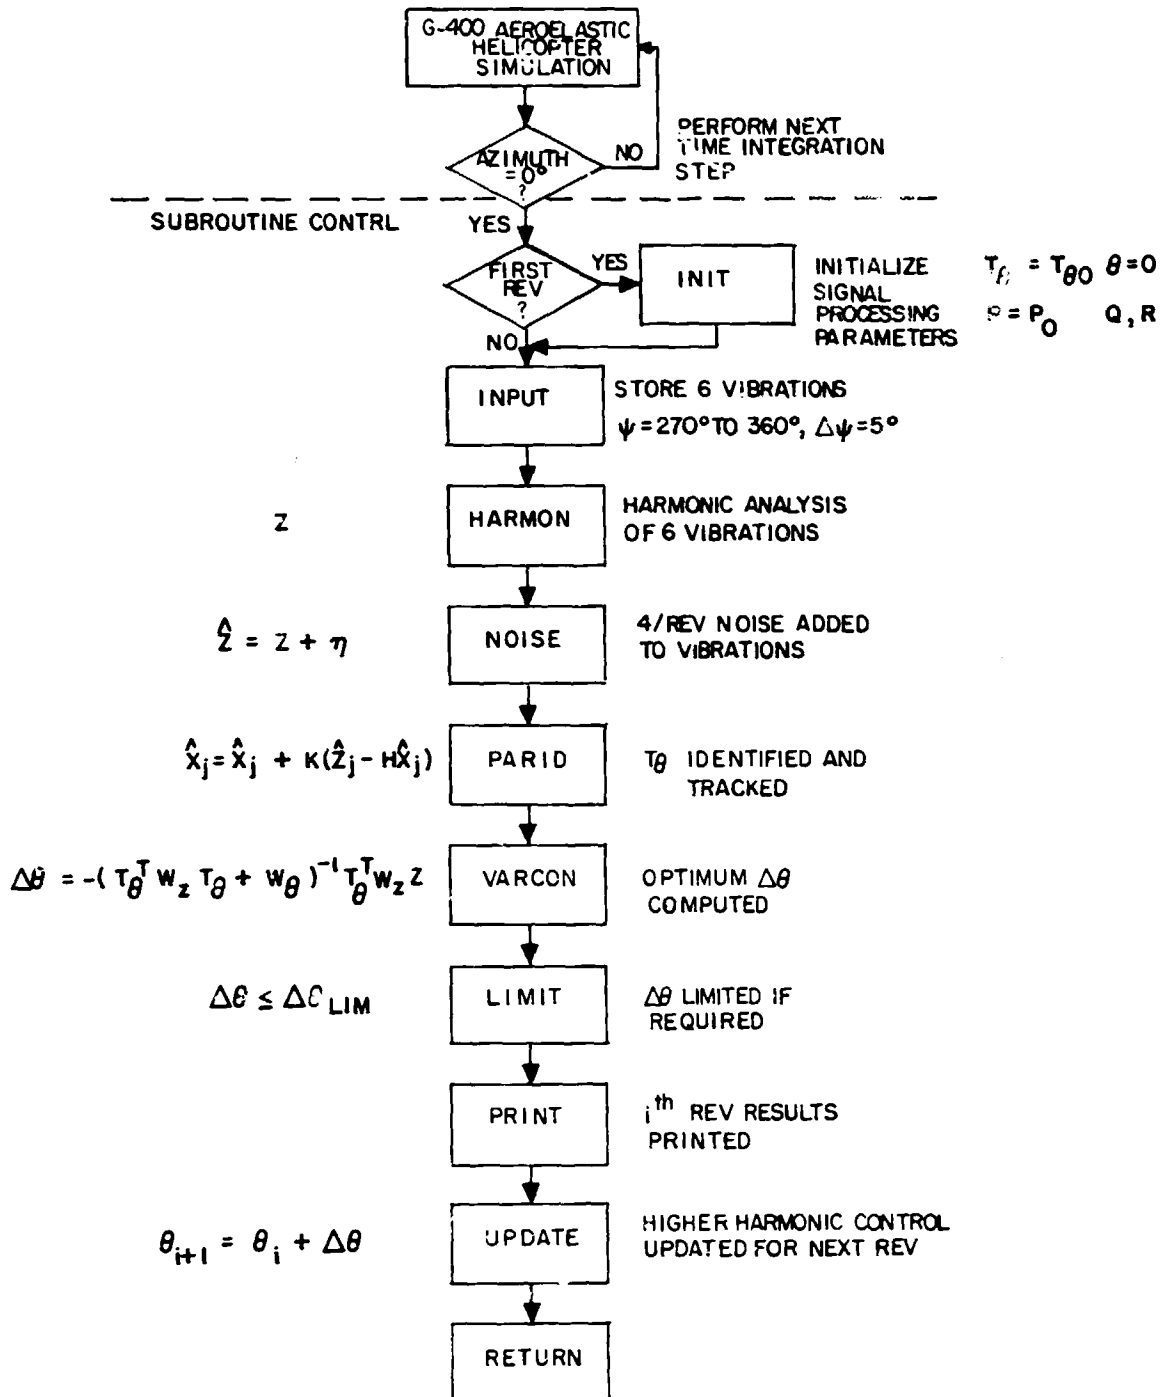 G-400 AEROELASTIC
HELICOPTER
SIMULATION
AZIMUTH
= 0°
?
NO
PERFORM NEXT
TIME INTEGRATION
STEP
SUBROUTINE CONTRL
YES
FIRST
REV
?
YES
INIT
INITIALIZE
SIGNAL
PROCESSING
PARAMETERS
T_θ = T_θ0 θ=0
P = P_0 Q, R
NO
INPUT
STORE 6 VIBRATIONS
ψ = 270° TO 360°, Δψ = 5°
Z
HARMON
HARMONIC ANALYSIS
OF 6 VIBRATIONS
Ẑ = Z + η
NOISE
4/REV NOISE ADDED
TO VIBRATIONS
X̂_j = X̂_j + K(Ẑ_j - HX̂_j)
PARID
T_θ IDENTIFIED AND
TRACKED
Δθ = -( T_θ^T W_z T_θ + W_θ )^-1 T_θ^T W_z Z
VARCON
OPTIMUM Δθ
COMPUTED
Δθ ≤ Δθ_LIM
LIMIT
Δθ LIMITED IF
REQUIRED
PRINT
i^th REV RESULTS
PRINTED
θ_i+1 = θ_i + Δθ
UPDATE
HIGHER HARMONIC CONTROL
UPDATED FOR NEXT REV
RETURN